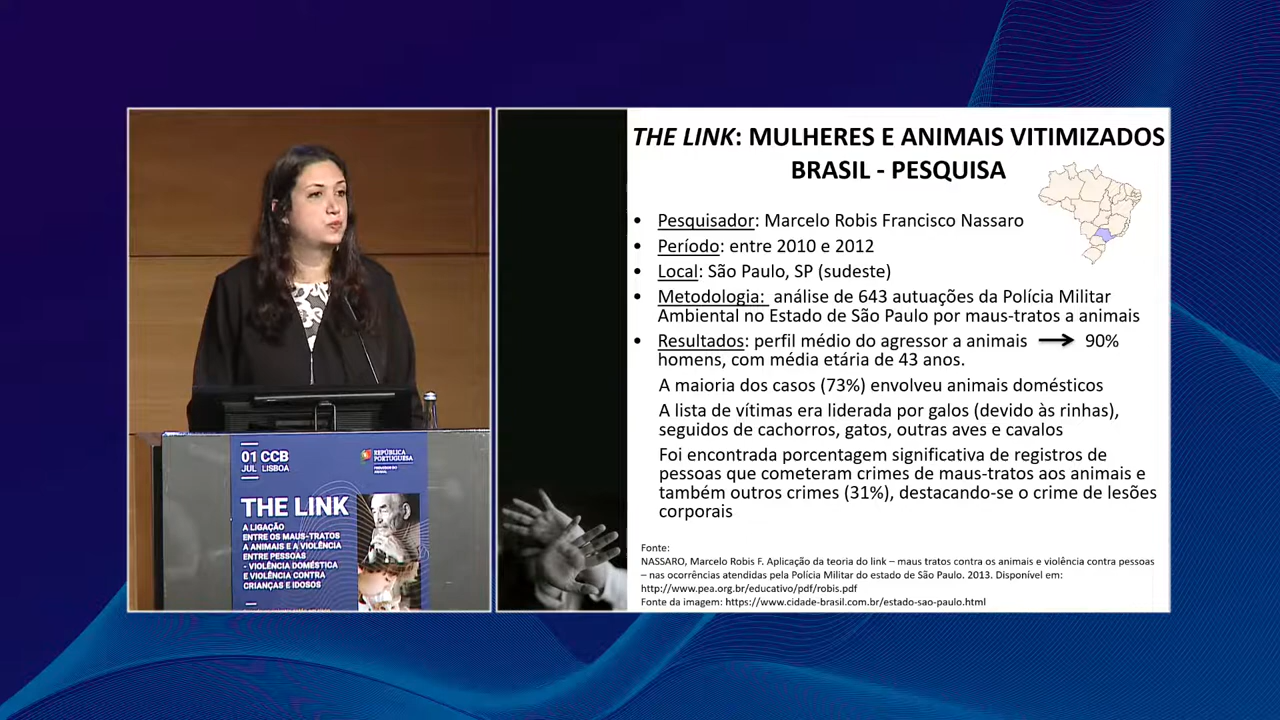 THE LINK: MULHERES E ANIMAIS VITIMIZADOS
BRASIL - PESQUISA
• Pesquisador: Marcelo Robis Francisco Nassaro
• Período: entre 2010 e 2012
• Local: São Paulo, SP (sudeste)
• Metodologia: análise de 643 autuações da Polícia Militar
Ambiental no Estado de São Paulo por maus-tratos a animais
• Resultados: perfil médio do agressor a animais → 90%
homens, com média etária de 43 anos.
A maioria dos casos (73%) envolveu animais domésticos
A lista de vítimas era liderada por galos (devido às rinhas),
seguidos de cachorros, gatos, outras aves e cavalos
Foi encontrada porcentagem significativa de registros de
pessoas que cometeram crimes de maus-tratos aos animais e
também outros crimes (31%), destacando-se o crime de lesões
corporais
Fonte:
NASSARO, Marcelo Robis F. Aplicação da teoria do link – maus tratos contra os animais e violência contra pessoas
– nas ocorrências atendidas pela Polícia Militar do estado de São Paulo. 2013. Disponível em:
http://www.pea.org.br/educativo/pdf/robis.pdf
Fonte da imagem: https://www.cidade-brasil.com.br/estado-sao-paulo.html
01 CCB
JUL LISBOA
REPÚBLICA
PORTUGUESA
THE LINK
A LIGAÇÃO
ENTRE OS MAUS-TRATOS
A ANIMAIS E A VIOLÊNCIA
ENTRE PESSOAS
- VIOLÊNCIA DOMÉSTICA
E VIOLÊNCIA CONTRA
CRIANÇAS E IDOSOS